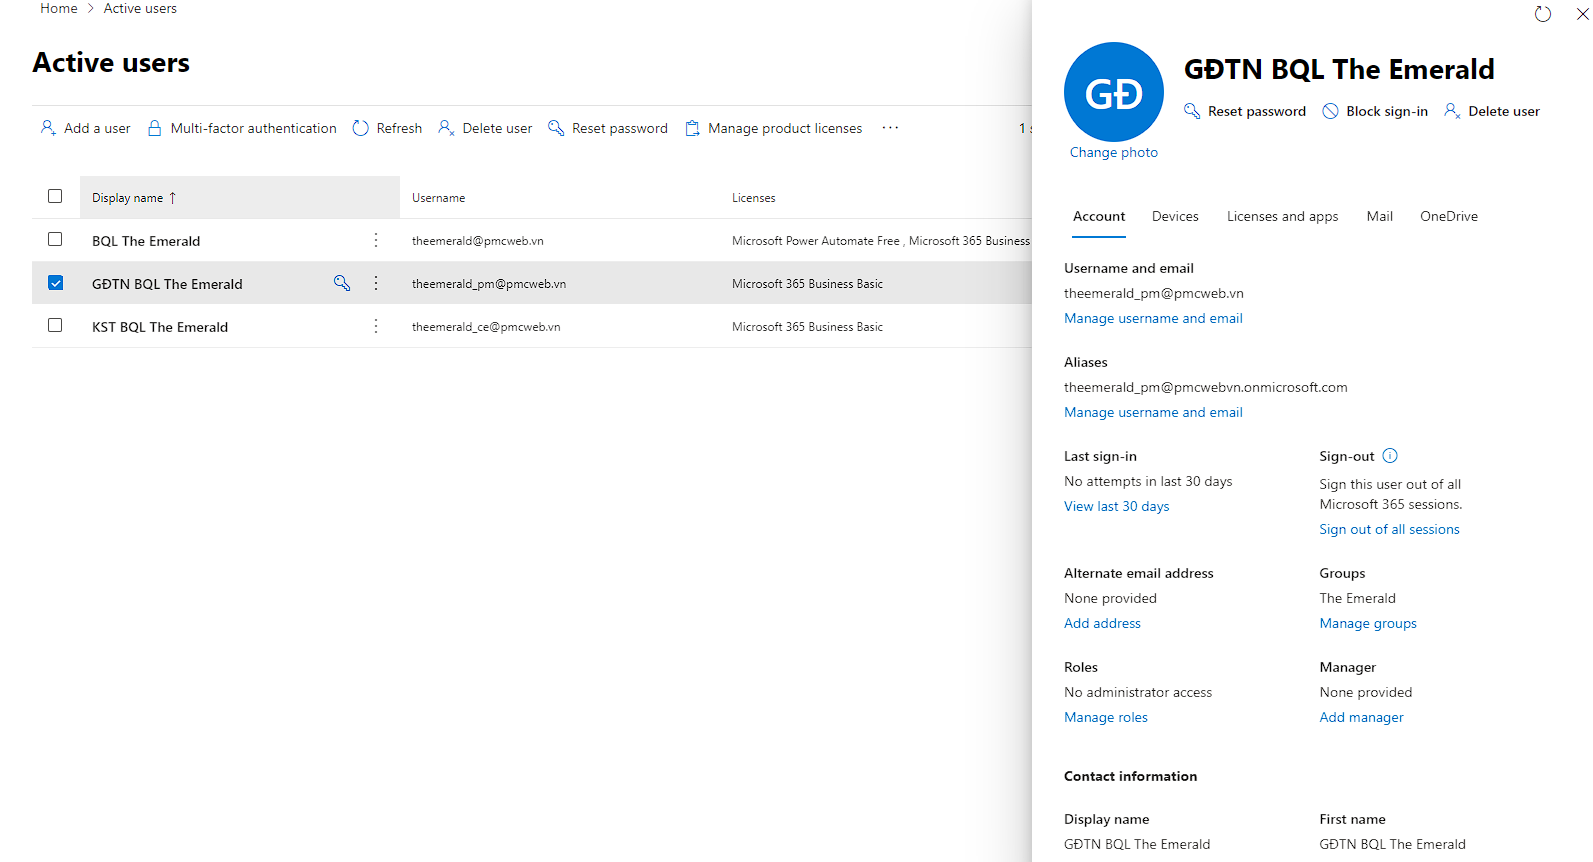 Home > Active users
Active users
Add a user Multi-factor authentication Refresh Delete user Reset password Manage product licenses ... 1
Display name ↑ Username Licenses
BQL The Emerald theemerald@pmcweb.vn Microsoft Power Automate Free , Microsoft 365 Business
GĐTN BQL The Emerald theemerald_pm@pmcweb.vn Microsoft 365 Business Basic
KST BQL The Emerald theemerald_ce@pmcweb.vn Microsoft 365 Business Basic
GĐ
GĐTN BQL The Emerald
Reset password Block sign-in Delete user
Change photo
Account Devices Licenses and apps Mail OneDrive
Username and email
theemerald_pm@pmcweb.vn
Manage username and email
Aliases
theemerald_pm@pmcwebvn.onmicrosoft.com
Manage username and email
Last sign-in
No attempts in last 30 days
View last 30 days
Sign-out
Sign this user out of all
Microsoft 365 sessions.
Sign out of all sessions
Alternate email address
None provided
Add address
Groups
The Emerald
Manage groups
Roles
No administrator access
Manage roles
Manager
None provided
Add manager
Contact information
Display name
GĐTN BQL The Emerald
First name
GĐTN BQL The Emerald